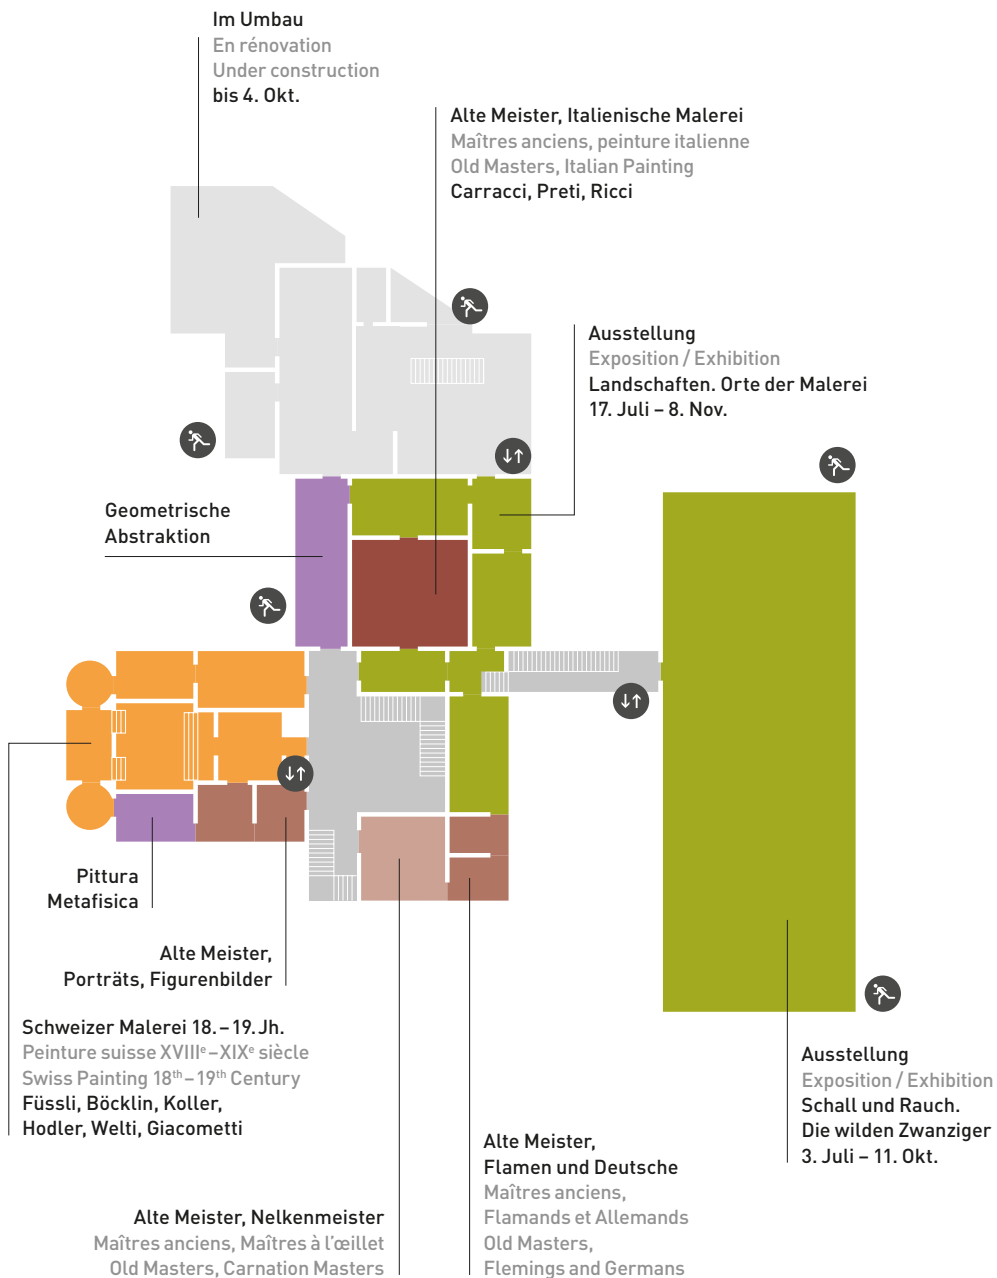 Im Umbau
En rénovation
Under construction
bis 4. Okt.
Alte Meister, Italienische Malerei
Maîtres anciens, peinture italienne
Old Masters, Italian Painting
Carracci, Preti, Ricci
Ausstellung
Exposition / Exhibition
Landschaften. Orte der Malerei
17. Juli – 8. Nov.
Geometrische
Abstraktion
Pittura
Metafisica
Alte Meister,
Porträts, Figurenbilder
Schweizer Malerei 18. – 19. Jh.
Peinture suisse XVIIIᵉ – XIXᵉ siècle
Swiss Painting 18ᵗʰ – 19ᵗʰ Century
Füssli, Böcklin, Koller,
Hodler, Welti, Giacometti
Ausstellung
Exposition / Exhibition
Schall und Rauch.
Die wilden Zwanziger
3. Juli – 11. Okt.
Alte Meister, Nelkenmeister
Maîtres anciens, Maîtres à l'œillet
Old Masters, Carnation Masters
Alte Meister,
Flamen und Deutsche
Maîtres anciens,
Flamands et Allemands
Old Masters,
Flemings and Germans